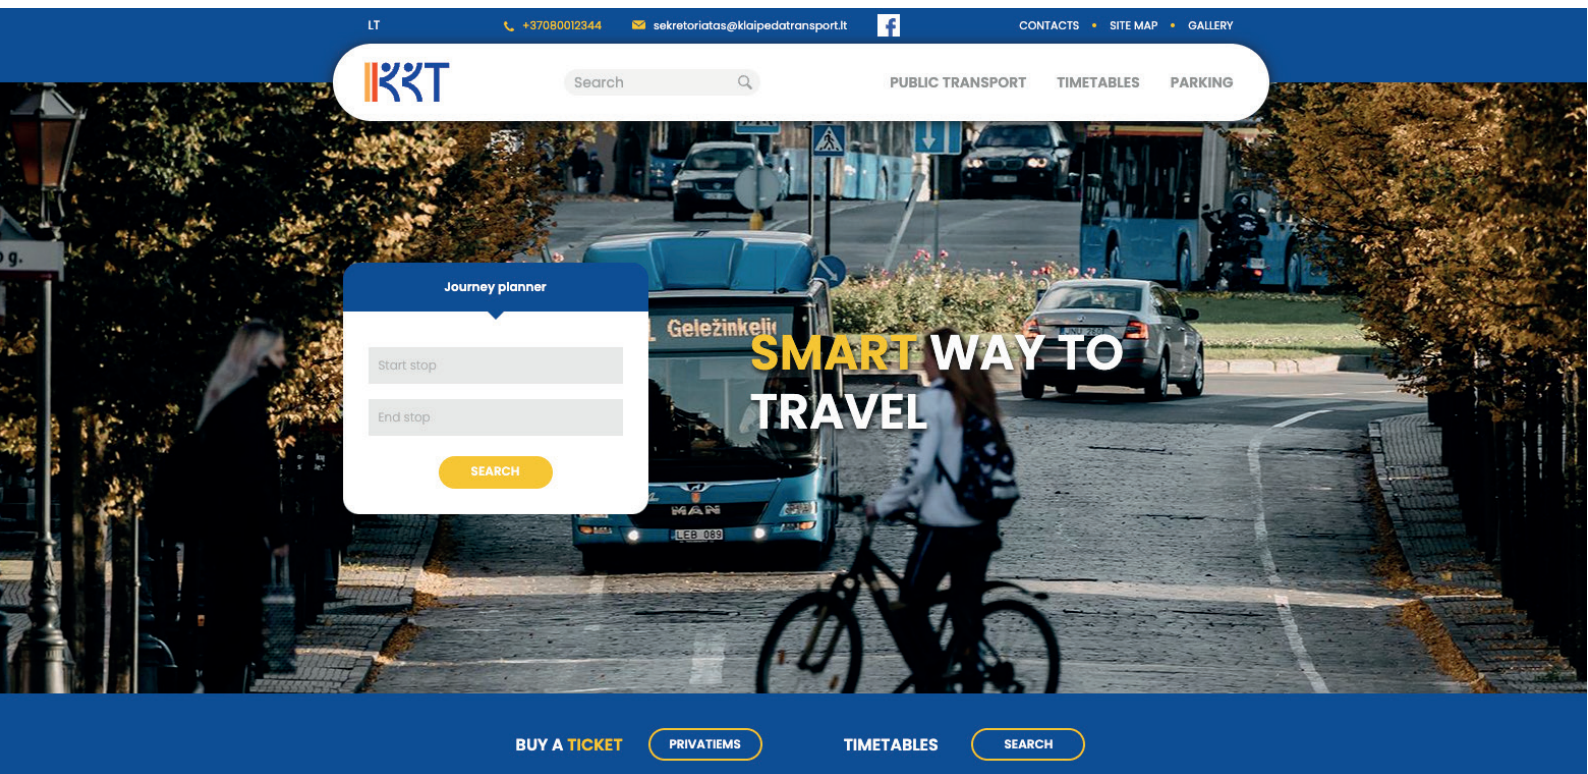 LT
+37080012344
sekretoriatas@klaipedatransport.lt
f
CONTACTS • SITE MAP • GALLERY
KKT
Search
PUBLIC TRANSPORT
TIMETABLES
PARKING
g.
Journey planner
Start stop
End stop
SEARCH
Geležinkelio
SMART WAY TO
TRAVEL
MAN
LEB 089
BUY A TICKET
PRIVATIEMS
TIMETABLES
SEARCH